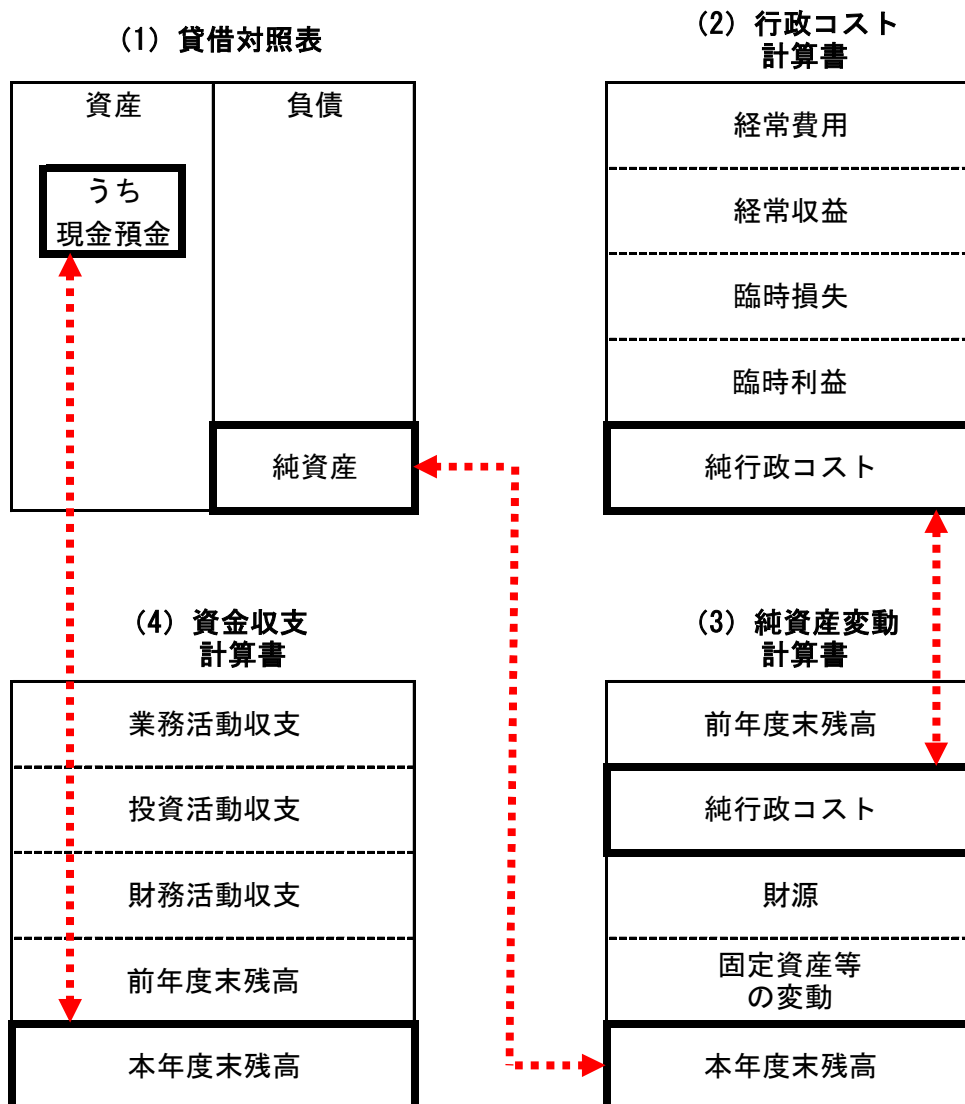 (1) 貸借対照表
資産
負債
うち
現金預金
純資産
(2) 行政コスト
計算書
経常費用
経常収益
臨時損失
臨時利益
純行政コスト
(4) 資金収支
計算書
業務活動収支
投資活動収支
財務活動収支
前年度末残高
本年度末残高
(3) 純資産変動
計算書
前年度末残高
純行政コスト
財源
固定資産等
の変動
本年度末残高